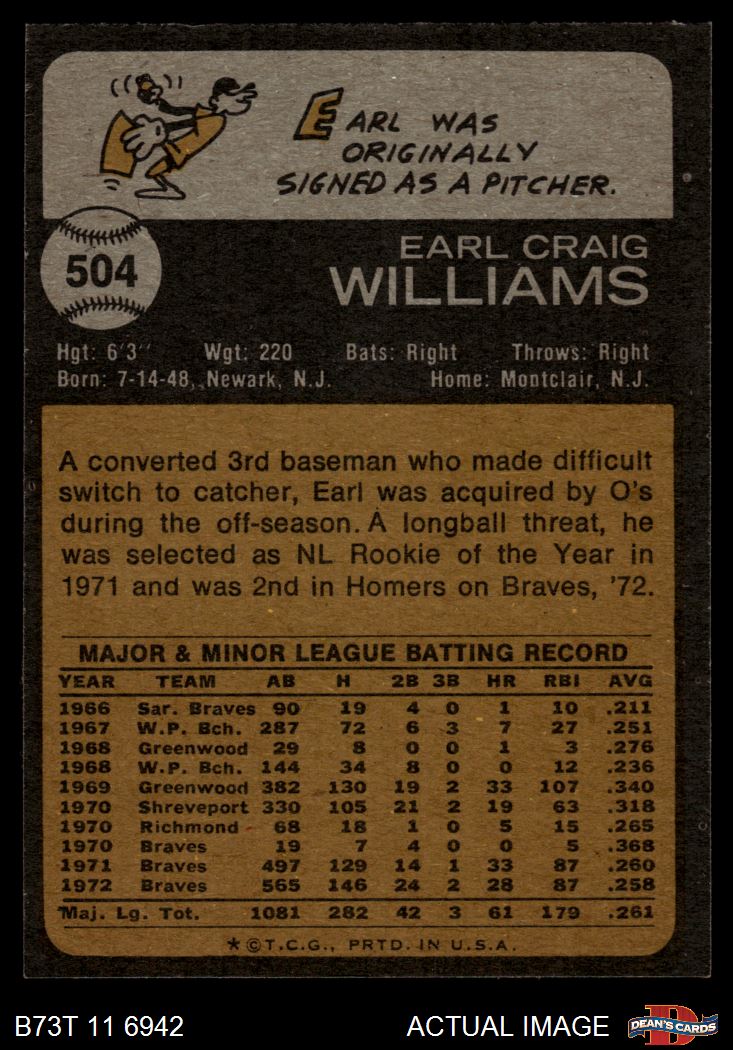 EARL WAS
ORIGINALLY
SIGNED AS A PITCHER.
504
EARL CRAIG
WILLIAMS
Hgt: 6'3" Wgt: 220 Bats: Right Throws: Right
Born: 7-14-48, Newark, N.J. Home: Montclair, N.J.
A converted 3rd baseman who made difficult
switch to catcher, Earl was acquired by O's
during the off-season. A longball threat, he
was selected as NL Rookie of the Year in
1971 and was 2nd in Homers on Braves, '72.
MAJOR & MINOR LEAGUE BATTING RECORD
YEAR TEAM AB H 2B 3B HR RBI AVG
1966 Sar. Braves 90 19 4 0 1 10 .211
1967 W.P. Bch. 287 72 6 3 7 27 .251
1968 Greenwood 29 8 0 0 1 3 .276
1968 W.P. Bch. 144 34 8 0 0 12 .236
1969 Greenwood 382 130 19 2 33 107 .340
1970 Shreveport 330 105 21 2 19 63 .318
1970 Richmond 68 18 1 0 5 15 .265
1970 Braves 19 7 4 0 0 5 .368
1971 Braves 497 129 14 1 33 87 .260
1972 Braves 565 146 24 2 28 87 .258
Maj. Lg. Tot. 1081 282 42 3 61 179 .261
*©T.C.G., PRTD. IN U.S.A.
B73T 11 6942 ACTUAL IMAGE DEAN'S CARDS